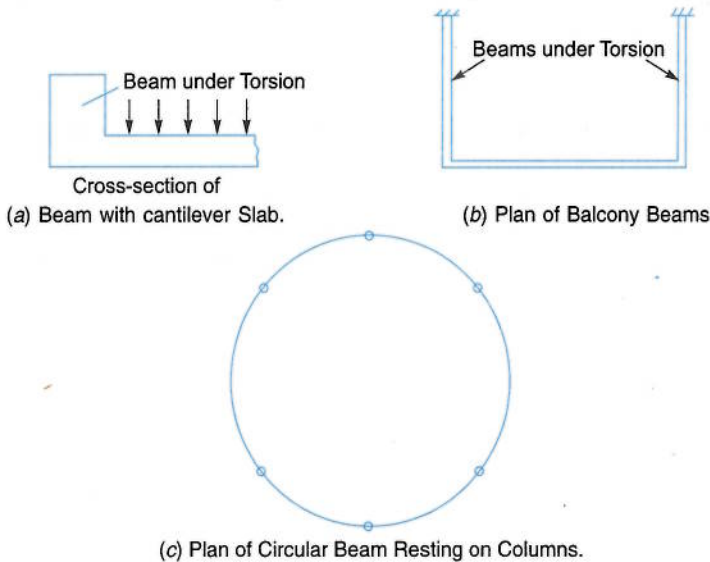 Beam under Torsion
Cross-section of
(a) Beam with cantilever Slab.
Beams under Torsion
(b) Plan of Balcony Beams
(c) Plan of Circular Beam Resting on Columns.